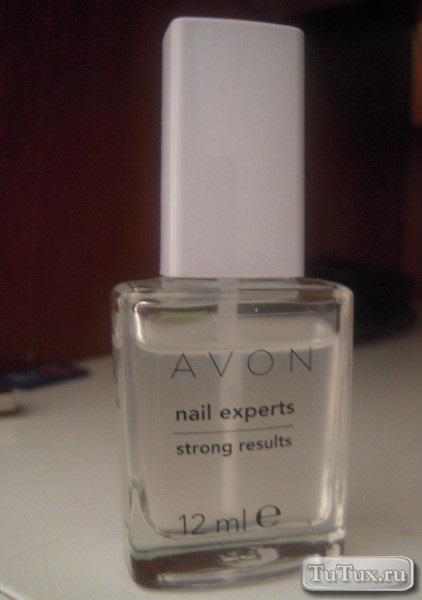 AVON
nail experts
strong results
12 ml ℮
TuTux.ru